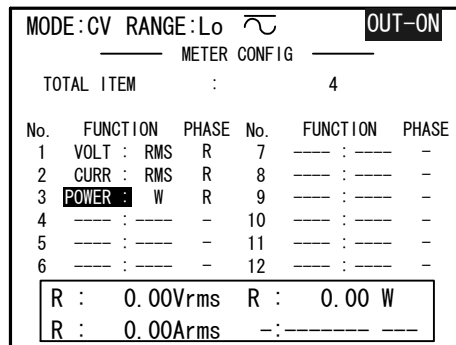 MODE:CV RANGE:Lo OUT-ON
METER CONFIG
TOTAL ITEM : 4
No. FUNCTION PHASE No. FUNCTION PHASE
1 VOLT : RMS R 7 ---- : ---- -
2 CURR : RMS R 8 ---- : ---- -
3 POWER : W R 9 ---- : ---- -
4 ---- : ---- - 10 ---- : ---- -
5 ---- : ---- - 11 ---- : ---- -
6 ---- : ---- - 12 ---- : ---- -
R : 0.00Vrms R : 0.00 W
R : 0.00Arms -:------- ---